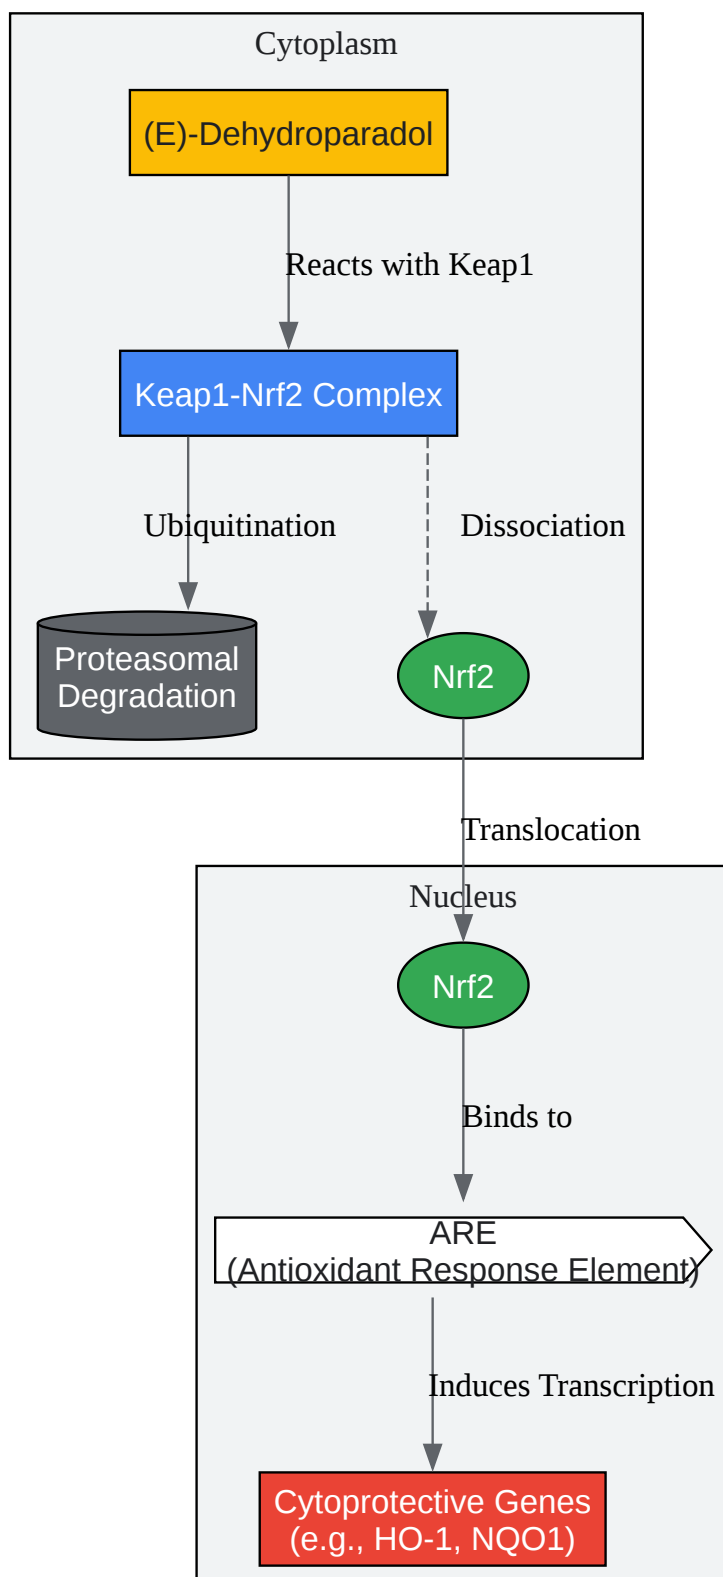 Cytoplasm
(E)-Dehydroparadol
Reacts with Keap1
Keap1-Nrf2 Complex
Ubiquitination
Dissociation
Proteasomal
Degradation
Nrf2
Translocation
Nucleus
Nrf2
Binds to
ARE
(Antioxidant Response Element)
Induces Transcription
Cytoprotective Genes
(e.g., HO-1, NQO1)